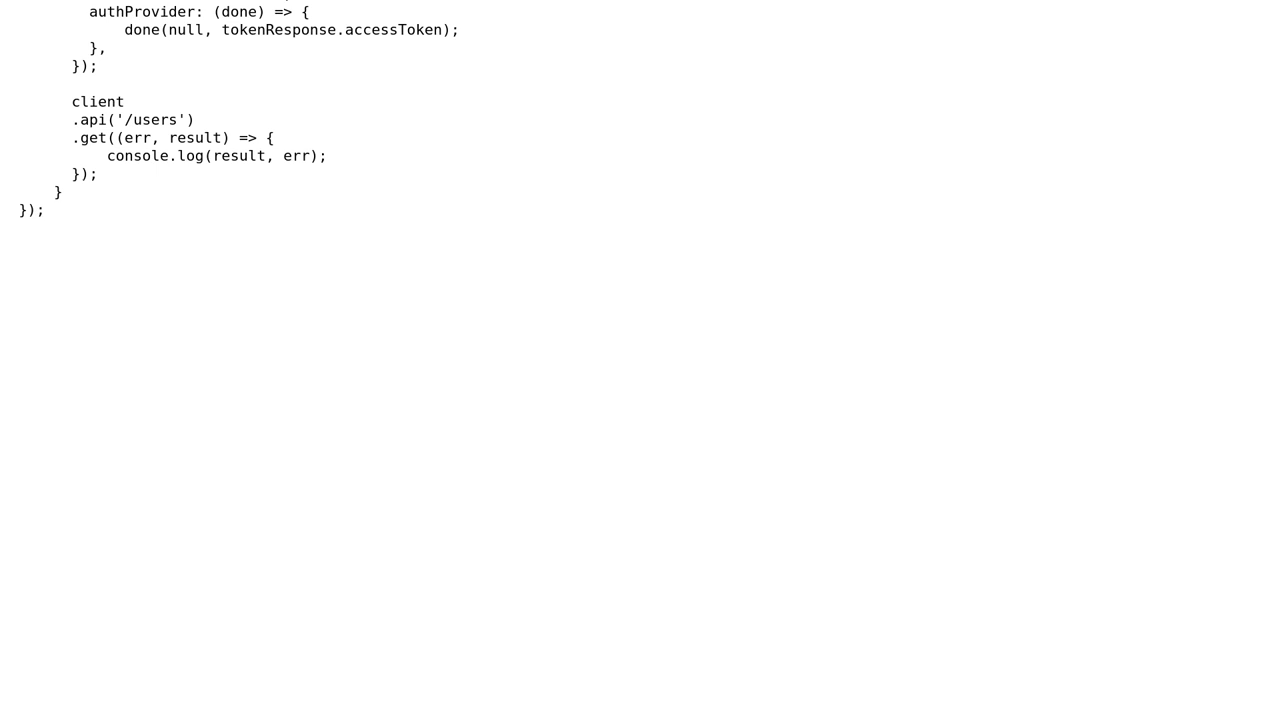 authProvider: (done) => {
done(null, tokenResponse.accessToken);
},
});
client
.api('/users')
.get((err, result) => {
console.log(result, err);
});
}
});